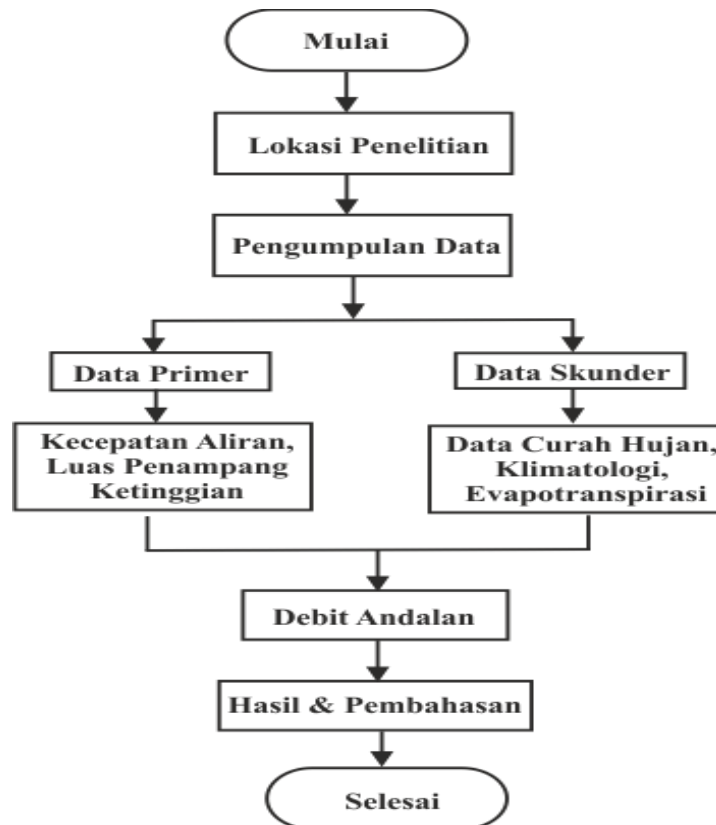 Mulai
Lokasi Penelitian
Pengumpulan Data
Data Primer
Data Skunder
Kecepatan Aliran,
Luas Penampang
Ketinggian
Data Curah Hujan,
Klimatologi,
Evapotranspirasi
Debit Andalan
Hasil & Pembahasan
Selesai